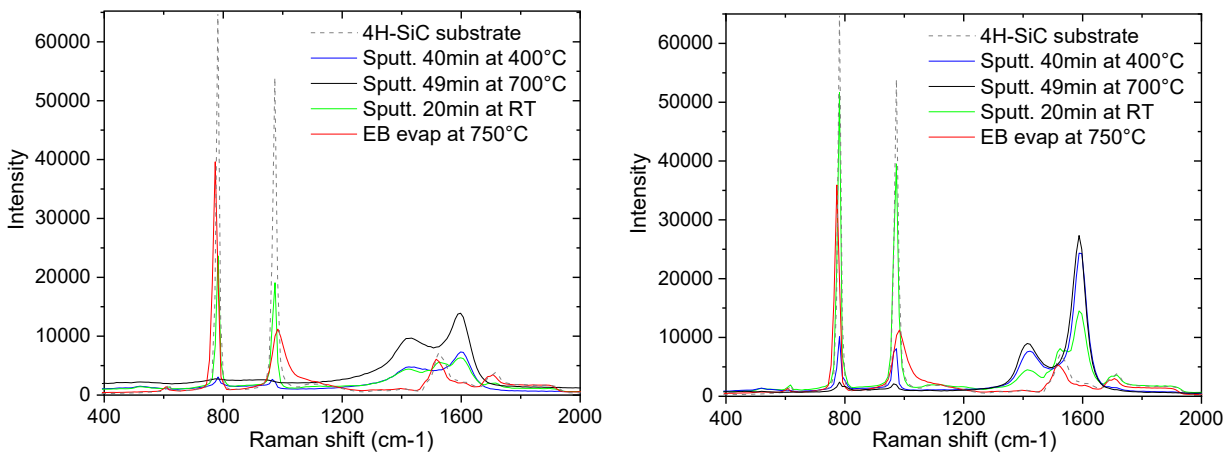 4H-SiC substrate
Sputt. 40min at 400°C
Sputt. 49min at 700°C
Sputt. 20min at RT
EB evap at 750°C
Intensity
60000
50000
40000
30000
20000
10000
0
400 800 1200 1600 2000
Raman shift (cm-1)
4H-SiC substrate
Sputt. 40min at 400°C
Sputt. 49min at 700°C
Sputt. 20min at RT
EB evap at 750°C
Intensity
60000
50000
40000
30000
20000
10000
0
400 800 1200 1600 2000
Raman shift (cm-1)